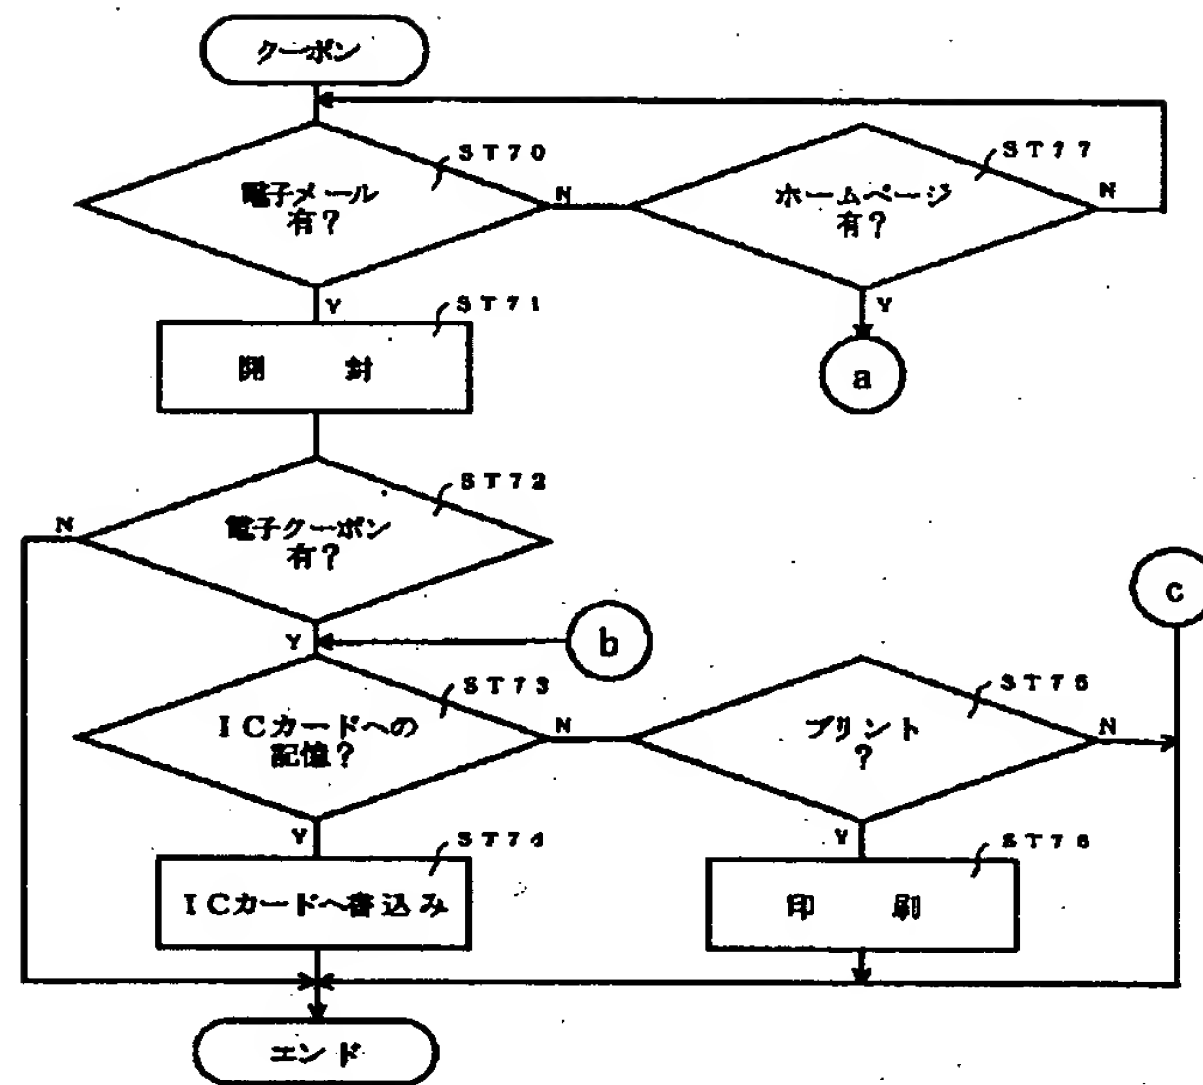 クーポン
ST70
電子メール
有?
N
Y
ST77
ホームページ
有?
N
Y
a
ST71
開 封
ST72
電子クーポン
有?
N
Y
b
c
ST73
ICカードへの
記憶?
N
Y
ST75
プリント
?
N
Y
ST74
ICカードへ書込み
ST76
印 刷
エンド